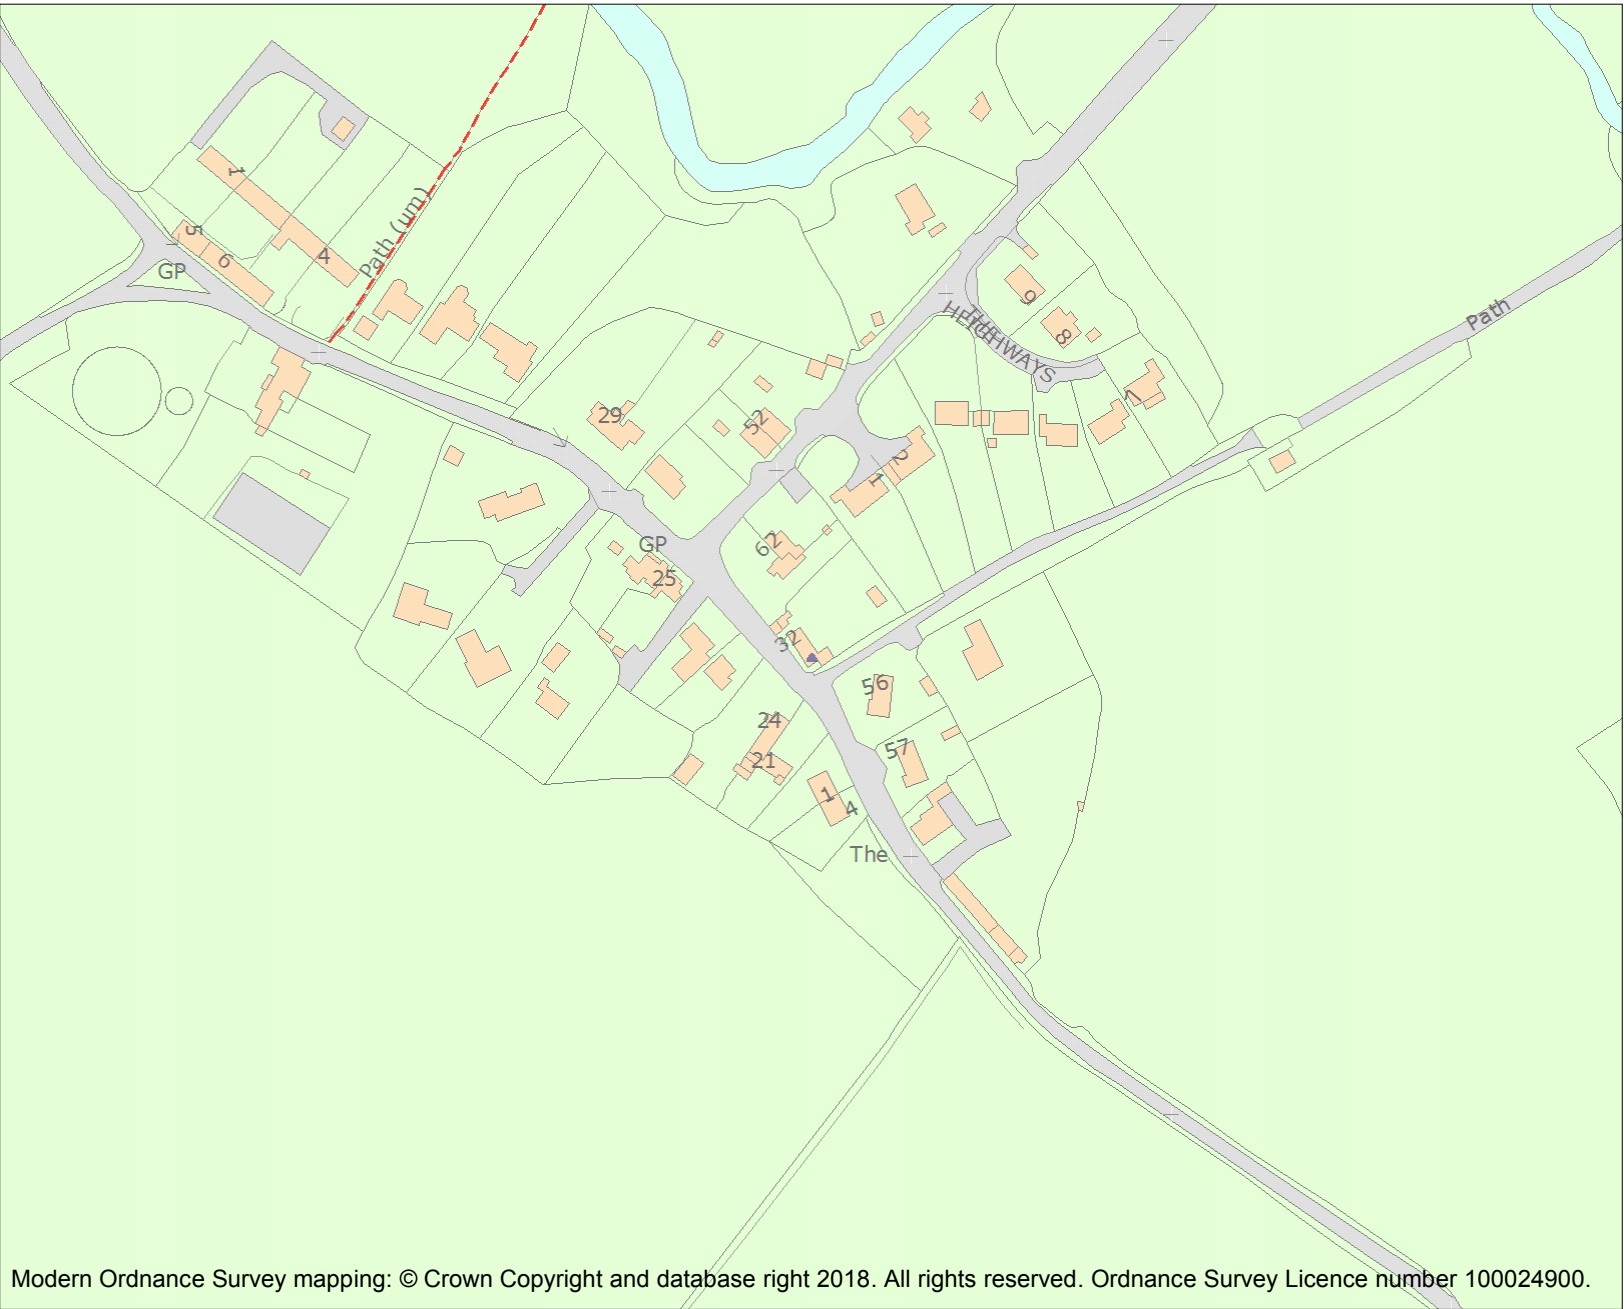 1
5
6
4
Path (um)
GP
9
8
THE
HEIGHWAYS
Path
7
29
52
2
1
GP
25
62
32
56
57
24
21
1
4
The
Modern Ordnance Survey mapping: © Crown Copyright and database right 2018. All rights reserved. Ordnance Survey Licence number 100024900.